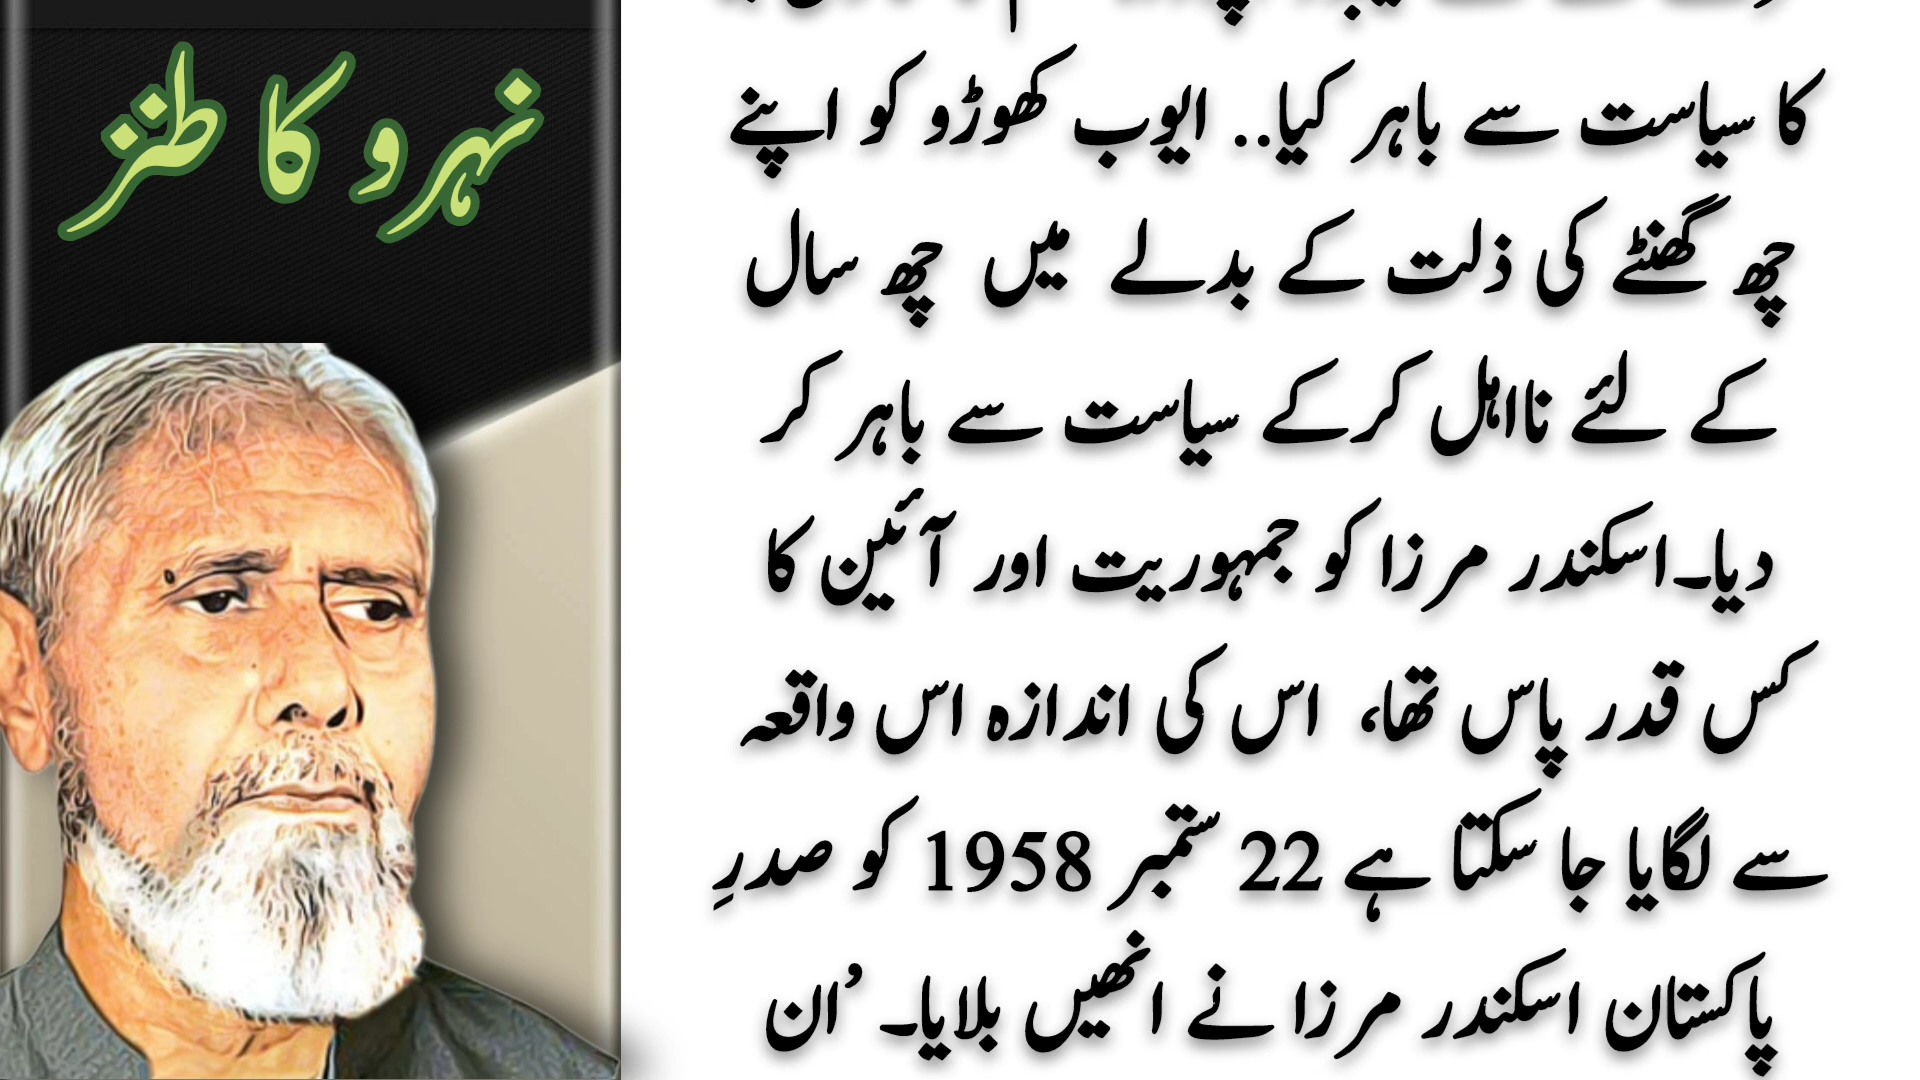 نہرو کا طنز
کا سیاست سے باہر کیا.. ایوب کھوڑو کو اپنے
چھ گھنٹے کی ذلت کے بدلے میں چھ سال
کے لئے نااہل کرکے سیاست سے باہر کر
دیا۔اسکندر مرزا کو جمہوریت اور آئین کا
کس قدر پاس تھا، اس کی اندازہ اس واقعہ
سے لگایا جا سکتا ہے 22 ستمبر 1958 کو صدرِ
پاکستان اسکندر مرزا نے انھیں بلایا۔ ’ان